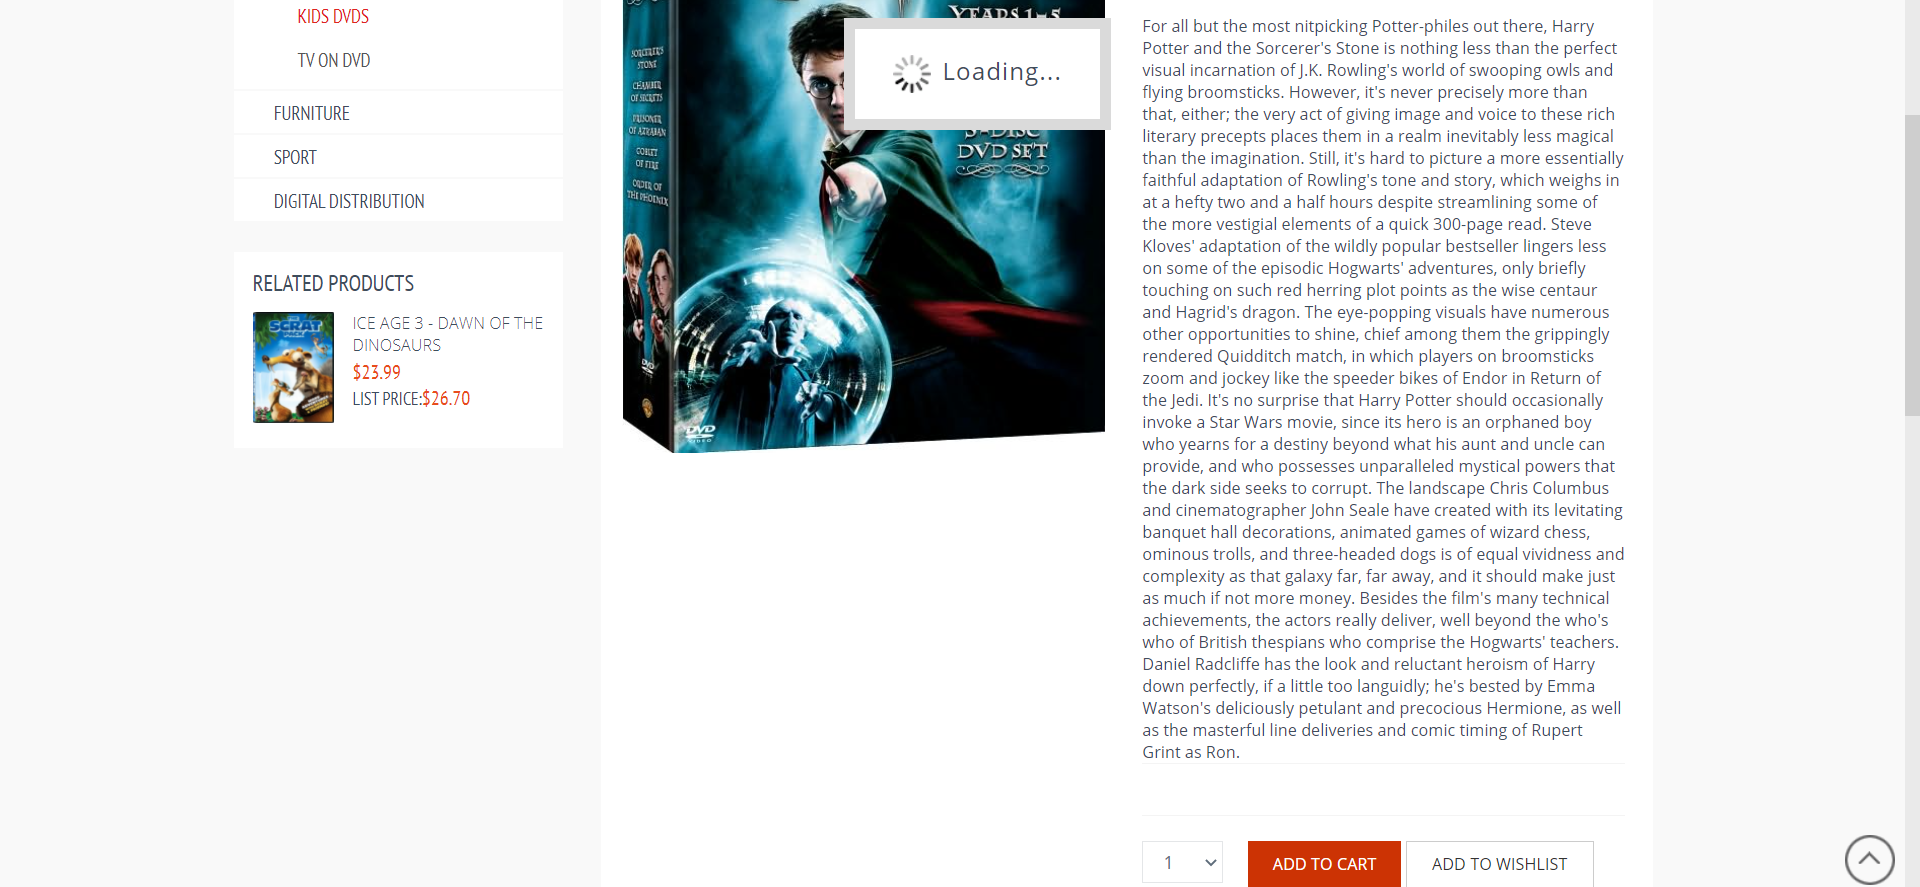 KIDS DVDS
TV ON DVD
FURNITURE
SPORT
DIGITAL DISTRIBUTION
RELATED PRODUCTS
SCRAT
ICE AGE 3 - DAWN OF THE
DINOSAURS
$23.99
LIST PRICE:$26.70
YEARS 1-5
SORCERER'S
STONE
CHAMBER
OF SECRETS
PRISONER
OF AZKABAN
GOBLET
OF FIRE
ORDER OF
THE PHOENIX
Loading...
5-DISC
DVD SET
DVD
DVD
VIDEO
For all but the most nitpicking Potter-philes out there, Harry
Potter and the Sorcerer's Stone is nothing less than the perfect
visual incarnation of J.K. Rowling's world of swooping owls and
flying broomsticks. However, it's never precisely more than
that, either; the very act of giving image and voice to these rich
literary precepts places them in a realm inevitably less magical
than the imagination. Still, it's hard to picture a more essentially
faithful adaptation of Rowling's tone and story, which weighs in
at a hefty two and a half hours despite streamlining some of
the more vestigial elements of a quick 300-page read. Steve
Kloves' adaptation of the wildly popular bestseller lingers less
on some of the episodic Hogwarts' adventures, only briefly
touching on such red herring plot points as the wise centaur
and Hagrid's dragon. The eye-popping visuals have numerous
other opportunities to shine, chief among them the grippingly
rendered Quidditch match, in which players on broomsticks
zoom and jockey like the speeder bikes of Endor in Return of
the Jedi. It's no surprise that Harry Potter should occasionally
invoke a Star Wars movie, since its hero is an orphaned boy
who yearns for a destiny beyond what his aunt and uncle can
provide, and who possesses unparalleled mystical powers that
the dark side seeks to corrupt. The landscape Chris Columbus
and cinematographer John Seale have created with its levitating
banquet hall decorations, animated games of wizard chess,
ominous trolls, and three-headed dogs is of equal vividness and
complexity as that galaxy far, far away, and it should make just
as much if not more money. Besides the film's many technical
achievements, the actors really deliver, well beyond the who's
who of British thespians who comprise the Hogwarts' teachers.
Daniel Radcliffe has the look and reluctant heroism of Harry
down perfectly, if a little too languidly; he's bested by Emma
Watson's deliciously petulant and precocious Hermione, as well
as the masterful line deliveries and comic timing of Rupert
Grint as Ron.
1
ADD TO CART
ADD TO WISHLIST